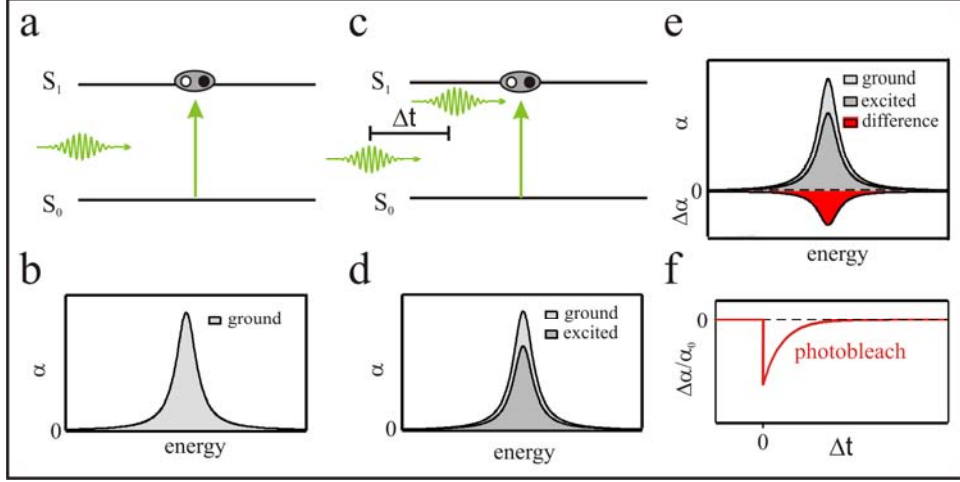 a
S₁
S₀
b
ground
α
0
energy
c
S₁
Δt
S₀
d
ground
excited
α
0
energy
e
ground
excited
difference
α
0
Δα
energy
f
0
photobleach
Δα/α₀
0
Δt